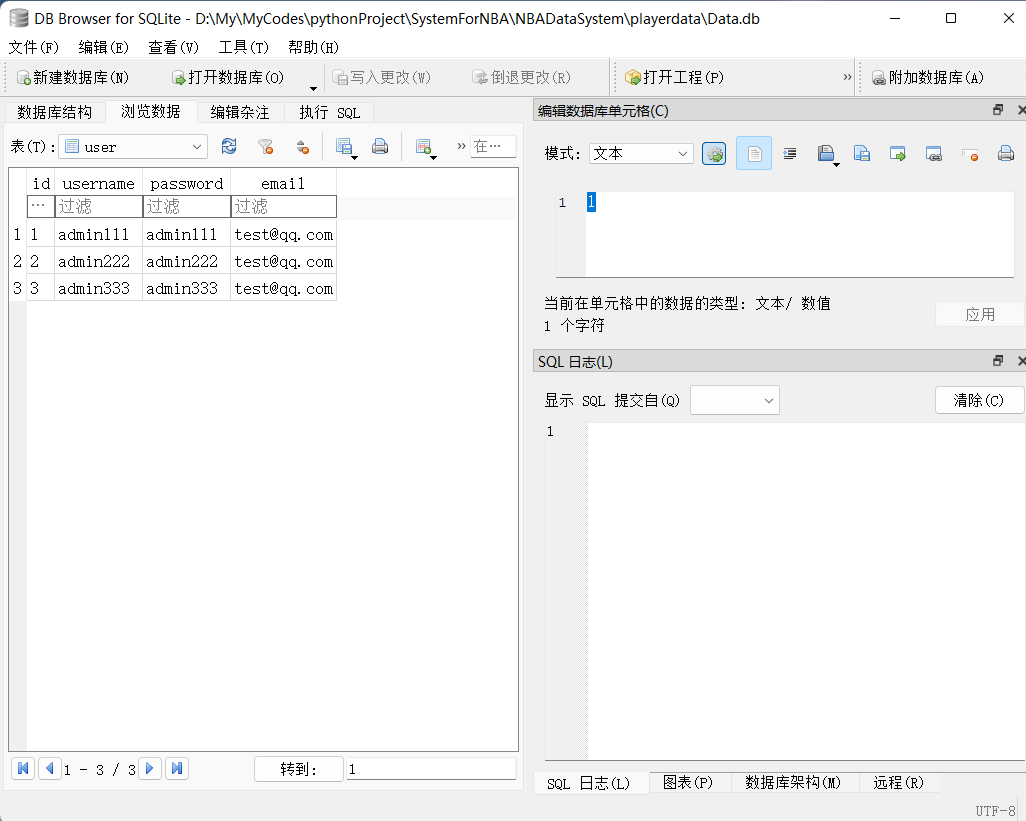 DB Browser for SQLite - D:\My\MyCodes\pythonProject\SystemForNBA\NBADataSystem\playerdata\Data.db
文件(F) 编辑(E) 查看(V) 工具(T) 帮助(H)
新建数据库(N) 打开数据库(O) 写入更改(W) 倒退更改(R) 打开工程(P) » 附加数据库(A)
数据库结构 浏览数据 编辑杂注 执行 SQL
表(T): user » 在…
id username password email
… 过滤 过滤 过滤
1 1 admin111 admin111 test@qq.com
2 2 admin222 admin222 test@qq.com
3 3 admin333 admin333 test@qq.com
1 - 3 / 3 转到: 1
编辑数据库单元格(C)
模式: 文本
1 1
当前在单元格中的数据的类型: 文本/ 数值
1 个字符
应用
SQL 日志(L)
显示 SQL 提交自(Q) 清除(C)
1
SQL 日志(L) 图表(P) 数据库架构(M) 远程(R)
UTF-8